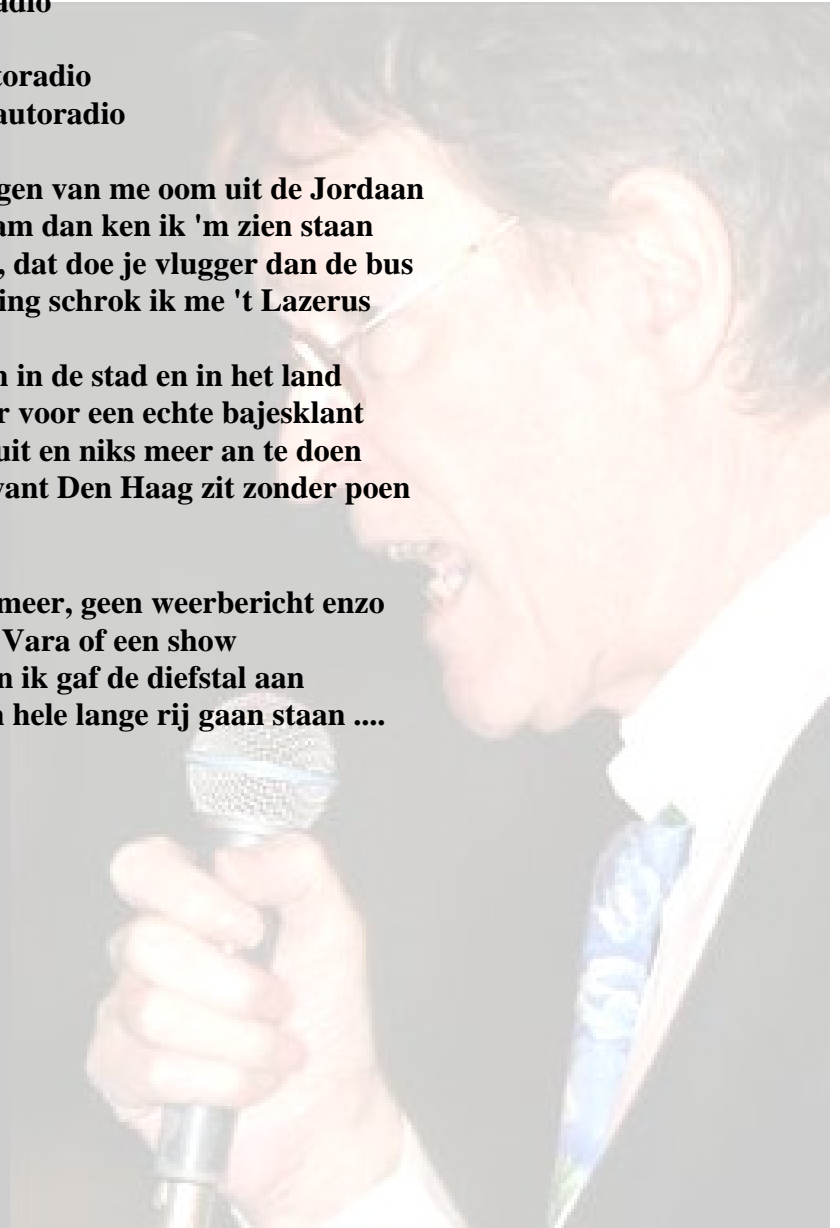 adio
toradio
autoradio
gen van me oom uit de Jordaan
am dan ken ik 'm zien staan
, dat doe je vlugger dan de bus
ing schrok ik me 't Lazerus
n in de stad en in het land
r voor een echte bajesklant
uit en niks meer an te doen
want Den Haag zit zonder poen
meer, geen weerbericht enzo
Vara of een show
n ik gaf de diefstal aan
n hele lange rij gaan staan ....